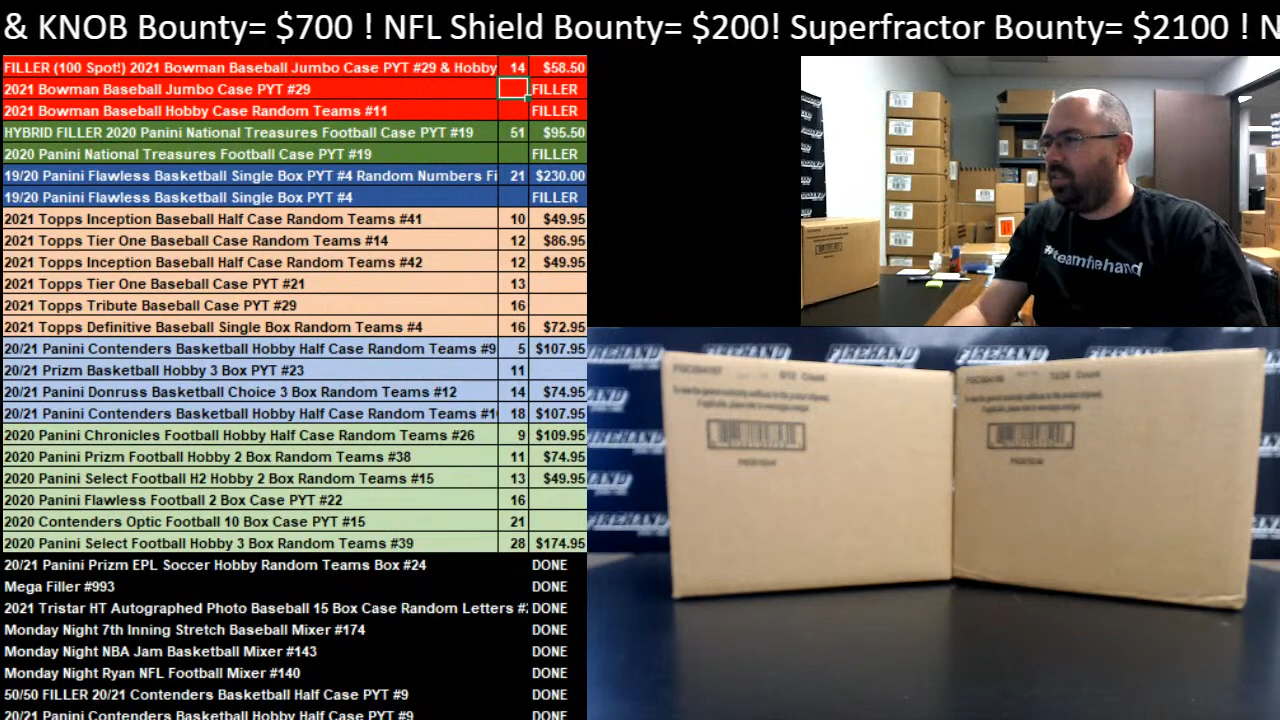 & KNOB Bounty= $700 ! NFL Shield Bounty= $200! Superfractor Bounty= $2100 ! N
FILLER (100 Spot!) 2021 Bowman Baseball Jumbo Case PYT #29 & Hobby 14 $58.50
2021 Bowman Baseball Jumbo Case PYT #29 FILLER
2021 Bowman Baseball Hobby Case Random Teams #11 FILLER
HYBRID FILLER 2020 Panini National Treasures Football Case PYT #19 51 $95.50
2020 Panini National Treasures Football Case PYT #19 FILLER
19/20 Panini Flawless Basketball Single Box PYT #4 Random Numbers Fi 21 $230.00
19/20 Panini Flawless Basketball Single Box PYT #4 FILLER
2021 Topps Inception Baseball Half Case Random Teams #41 10 $49.95
2021 Topps Tier One Baseball Case Random Teams #14 12 $86.95
2021 Topps Inception Baseball Half Case Random Teams #42 12 $49.95
2021 Topps Tier One Baseball Case PYT #21 13
2021 Topps Tribute Baseball Case PYT #29 16
2021 Topps Definitive Baseball Single Box Random Teams #4 16 $72.95
20/21 Panini Contenders Basketball Hobby Half Case Random Teams #9 5 $107.95
20/21 Prizm Basketball Hobby 3 Box PYT #23 11
20/21 Panini Donruss Basketball Choice 3 Box Random Teams #12 14 $74.95
20/21 Panini Contenders Basketball Hobby Half Case Random Teams #1 18 $107.95
2020 Panini Chronicles Football Hobby Half Case Random Teams #26 9 $109.95
2020 Panini Prizm Football Hobby 2 Box Random Teams #38 11 $74.95
2020 Panini Select Football H2 Hobby 2 Box Random Teams #15 13 $49.95
2020 Panini Flawless Football 2 Box Case PYT #22 16
2020 Contenders Optic Football 10 Box Case PYT #15 21
2020 Panini Select Football Hobby 3 Box Random Teams #39 28 $174.95
20/21 Panini Prizm EPL Soccer Hobby Random Teams Box #24 DONE
Mega Filler #993 DONE
2021 Tristar HT Autographed Photo Baseball 15 Box Case Random Letters #: DONE
Monday Night 7th Inning Stretch Baseball Mixer #174 DONE
Monday Night NBA Jam Basketball Mixer #143 DONE
Monday Night Ryan NFL Football Mixer #140 DONE
50/50 FILLER 20/21 Contenders Basketball Half Case PYT #9 DONE
20/21 Panini Contenders Basketball Hobby Half Case PYT #9 DONE
#teamfirehand
FIREHAND
FIREHAND
FIREHAND
FIREHAND